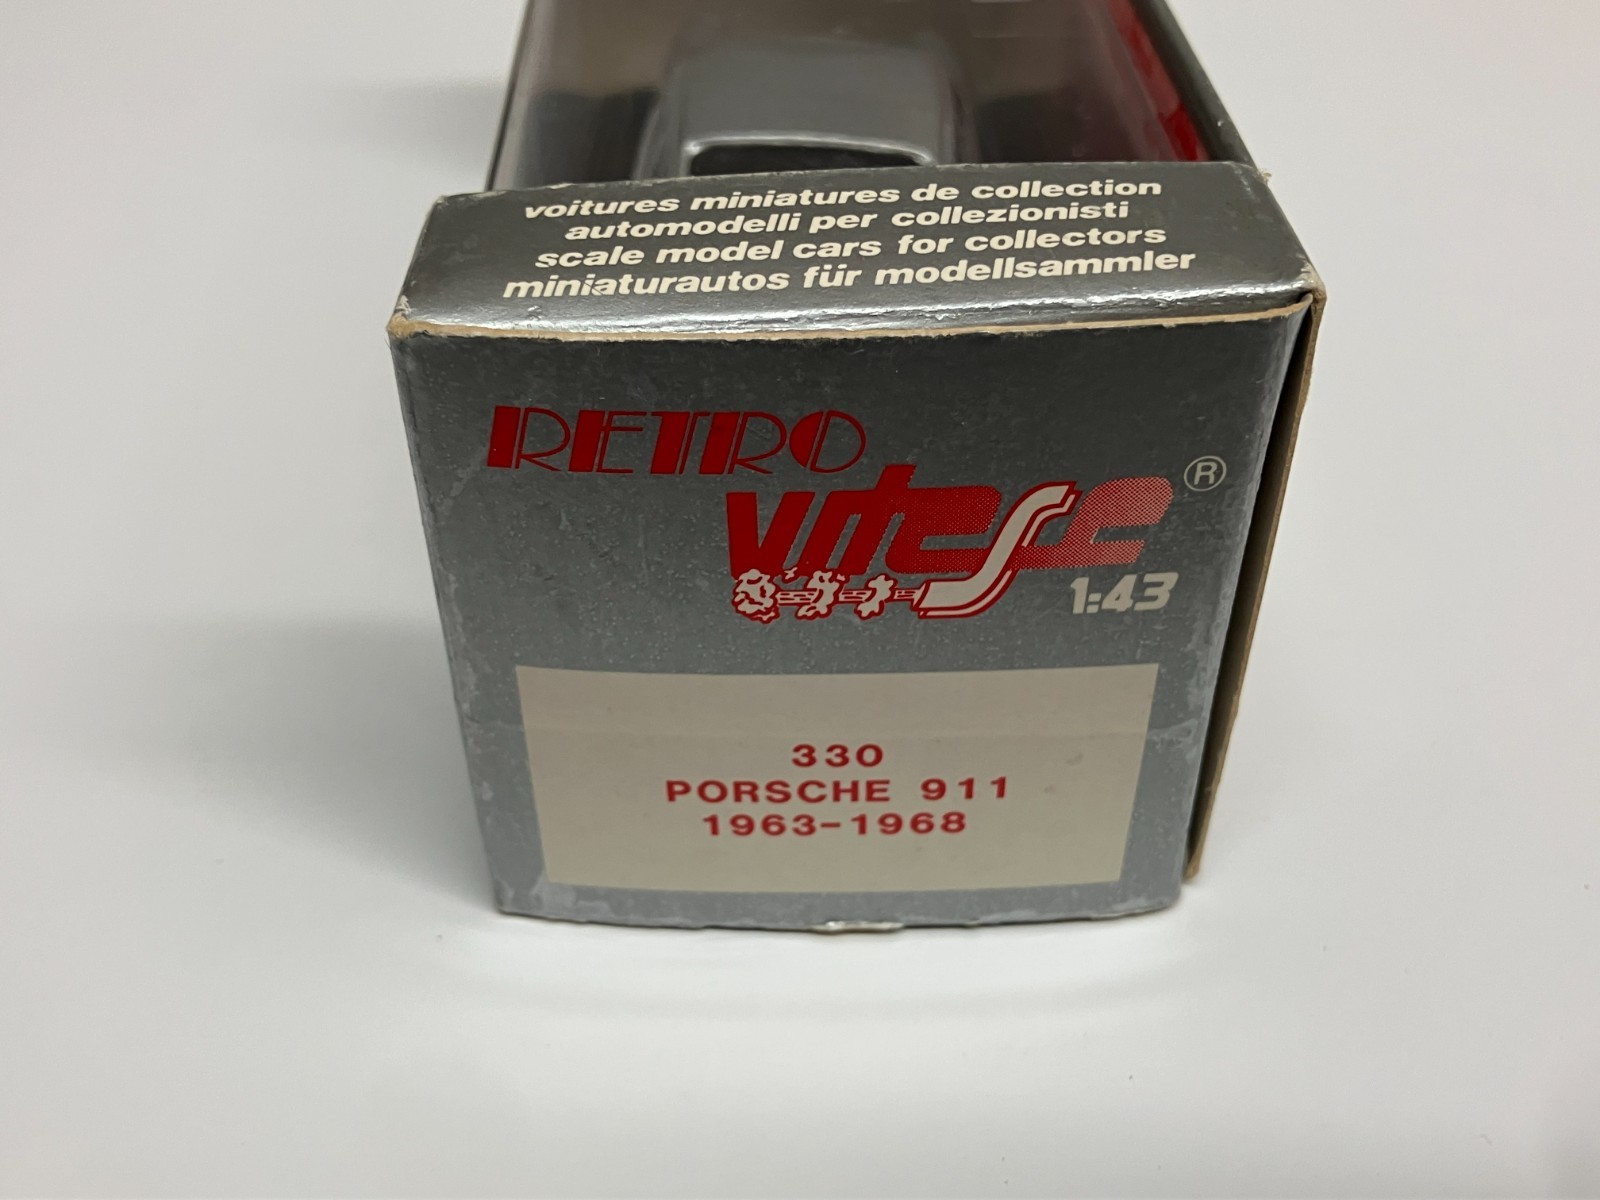 voitures miniatures de collection
automodelli per collezionisti
scale model cars for collectors
miniaturautos für modellsammler
RETRO
vitesse ®
1:43
330
PORSCHE 911
1963-1968